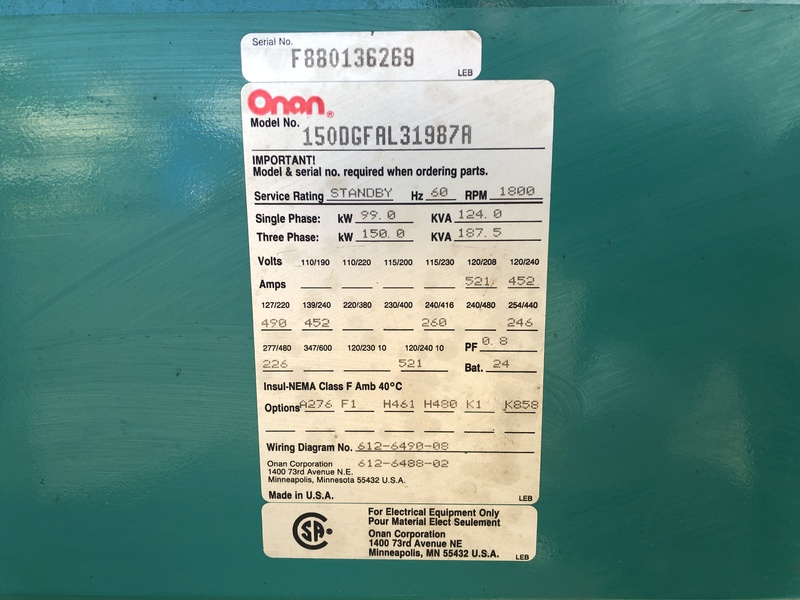 Serial No.
F880136269
LEB
Onan®
Model No.
150DGFAL31987A
IMPORTANT!
Model & serial no. required when ordering parts.
Service Rating STANDBY Hz 60 RPM 1800
Single Phase: kW 99.0 KVA 124.0
Three Phase: kW 150.0 KVA 187.5
Volts 110/190 110/220 115/200 115/230 120/208 120/240
Amps 521 452
127/220 139/240 220/380 230/400 240/416 240/480 254/440
490 452 260 246
277/480 347/600 120/230 10 120/240 10 PF 0.8
226 521 Bat. 24
Insul-NEMA Class F Amb 40°C
Options A276 F1 H461 H480 K1 K858
Wiring Diagram No. 612-6490-08
Onan Corporation 612-6488-02
1400 73rd Avenue N.E.
Minneapolis, Minnesota 55432 U.S.A.
Made in U.S.A. LEB
CSA
For Electrical Equipment Only
Pour Material Elect Seulement
Onan Corporation
1400 73rd Avenue NE
Minneapolis, MN 55432 U.S.A. LEB